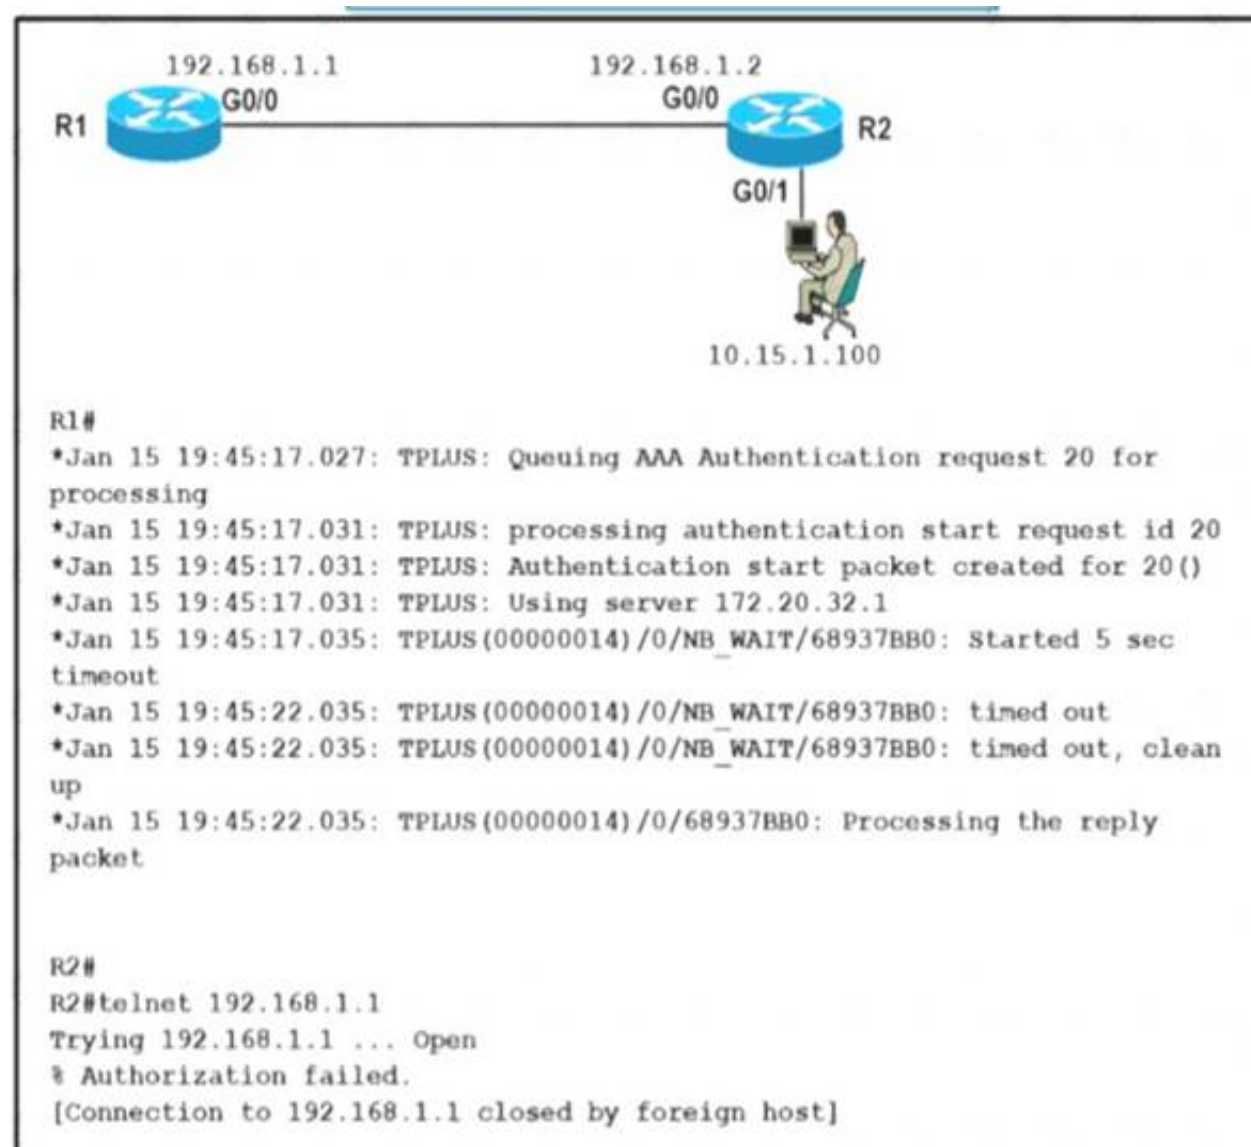 192.168.1.1 192.168.1.2
G0/0 G0/0
R1 R2
G0/1
10.15.1.100
R1#
*Jan 15 19:45:17.027: TPLUS: Queuing AAA Authentication request 20 for
processing
*Jan 15 19:45:17.031: TPLUS: processing authentication start request id 20
*Jan 15 19:45:17.031: TPLUS: Authentication start packet created for 20()
*Jan 15 19:45:17.031: TPLUS: Using server 172.20.32.1
*Jan 15 19:45:17.035: TPLUS(00000014)/0/NB_WAIT/68937BB0: Started 5 sec
timeout
*Jan 15 19:45:22.035: TPLUS(00000014)/0/NB_WAIT/68937BB0: timed out
*Jan 15 19:45:22.035: TPLUS(00000014)/0/NB_WAIT/68937BB0: timed out, clean
up
*Jan 15 19:45:22.035: TPLUS(00000014)/0/68937BB0: Processing the reply
packet
R2#
R2#telnet 192.168.1.1
Trying 192.168.1.1 ... Open
% Authorization failed.
[Connection to 192.168.1.1 closed by foreign host]